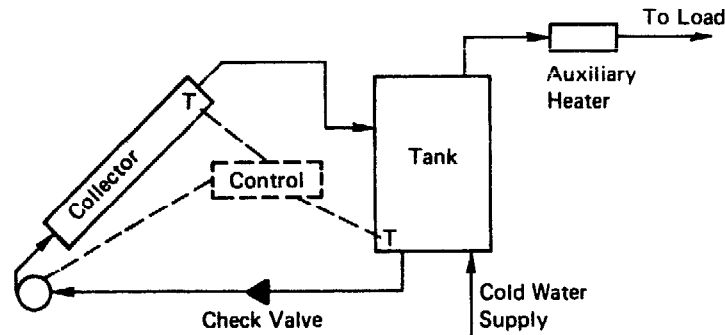 To Load
Auxiliary
Heater
T
Collector
Control
Tank
T
Check Valve
Cold Water
Supply